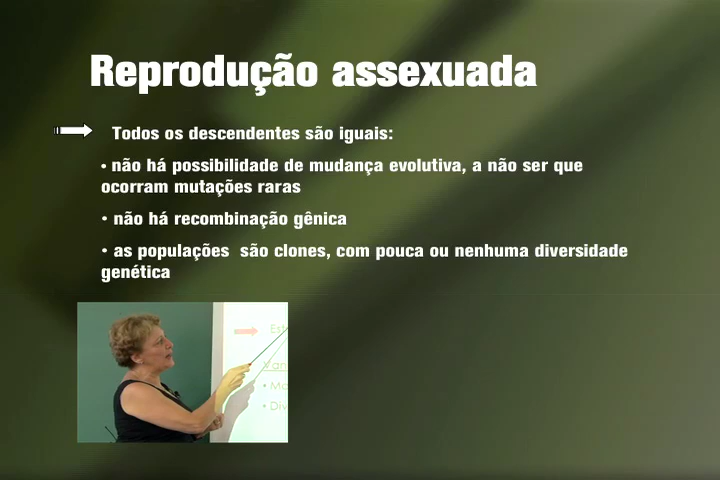 Reprodução assexuada
Todos os descendentes são iguais:
• não há possibilidade de mudança evolutiva, a não ser que
ocorram mutações raras
• não há recombinação gênica
• as populações são clones, com pouca ou nenhuma diversidade
genética